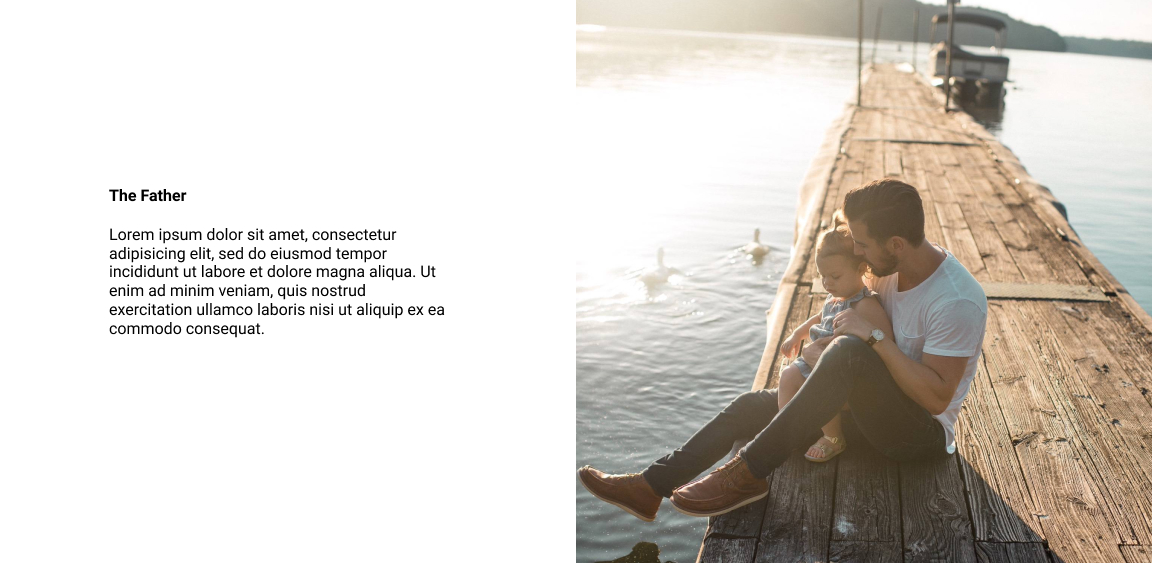 The Father
Lorem ipsum dolor sit amet, consectetur
adipisicing elit, sed do eiusmod tempor
incididunt ut labore et dolore magna aliqua. Ut
enim ad minim veniam, quis nostrud
exercitation ullamco laboris nisi ut aliquip ex ea
commodo consequat.